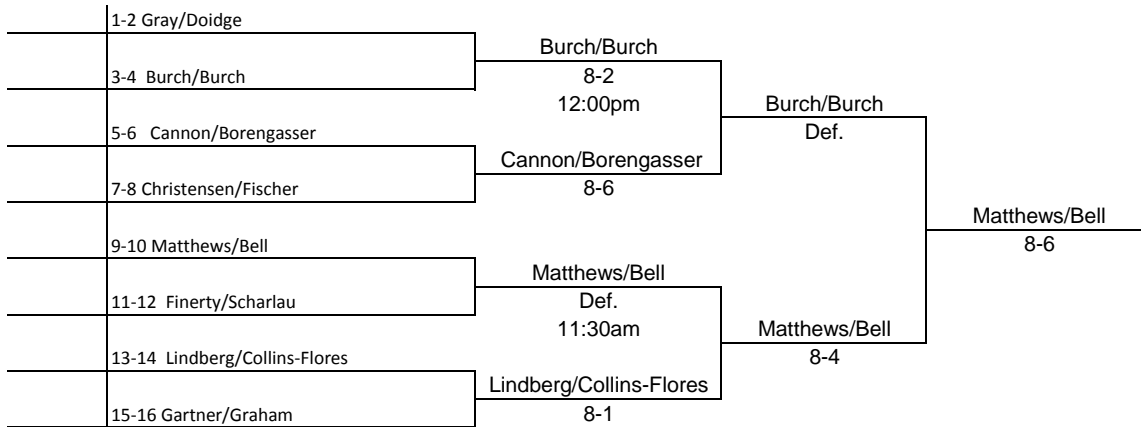 1-2 Gray/Doidge
3-4 Burch/Burch
5-6 Cannon/Borengasser
7-8 Christensen/Fischer
9-10 Matthews/Bell
11-12 Finerty/Scharlau
13-14 Lindberg/Collins-Flores
15-16 Gartner/Graham
Burch/Burch
8-2
12:00pm
Cannon/Borengasser
8-6
Matthews/Bell
Def.
11:30am
Lindberg/Collins-Flores
8-1
Burch/Burch
Def.
Matthews/Bell
8-4
Matthews/Bell
8-6